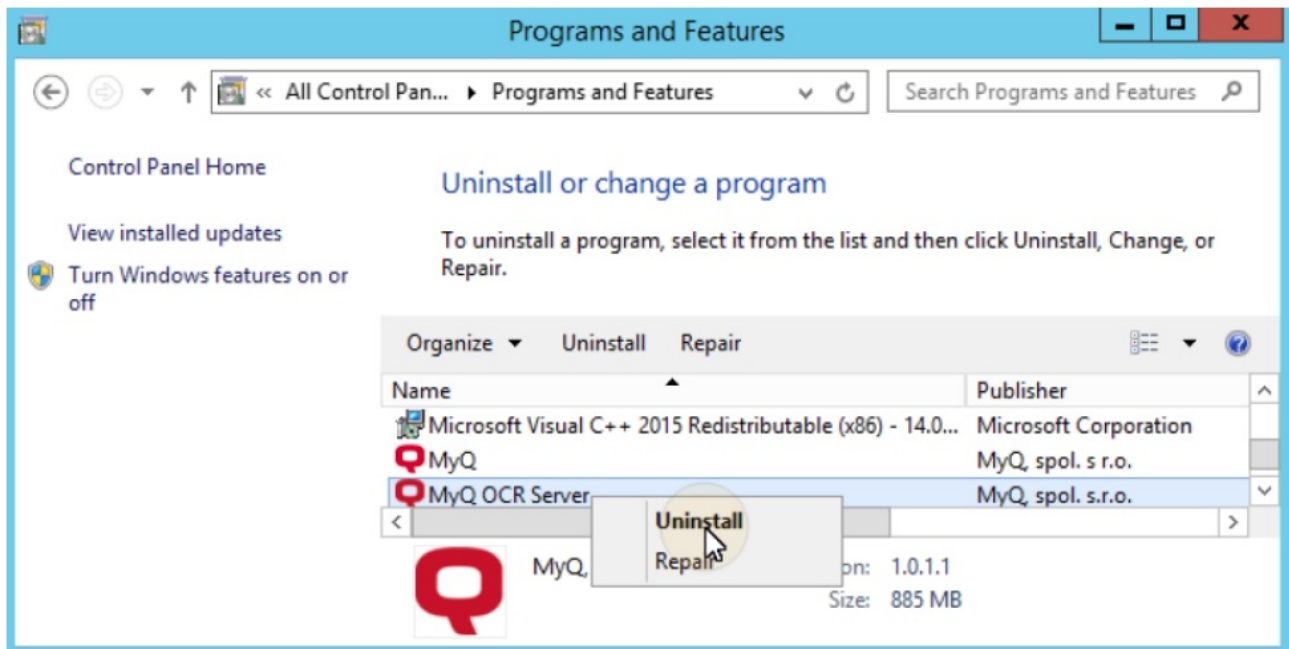 Programs and Features
« All Control Pan... Programs and Features
Search Programs and Features
Control Panel Home
View installed updates
Turn Windows features on or
off
Uninstall or change a program
To uninstall a program, select it from the list and then click Uninstall, Change, or
Repair.
Organize Uninstall Repair
Name Publisher
Microsoft Visual C++ 2015 Redistributable (x86) - 14.0... Microsoft Corporation
MyQ MyQ, spol. s r.o.
MyQ OCR Server MyQ, spol. s.r.o.
Uninstall
Repair
MyQ, on: 1.0.1.1
Size: 885 MB